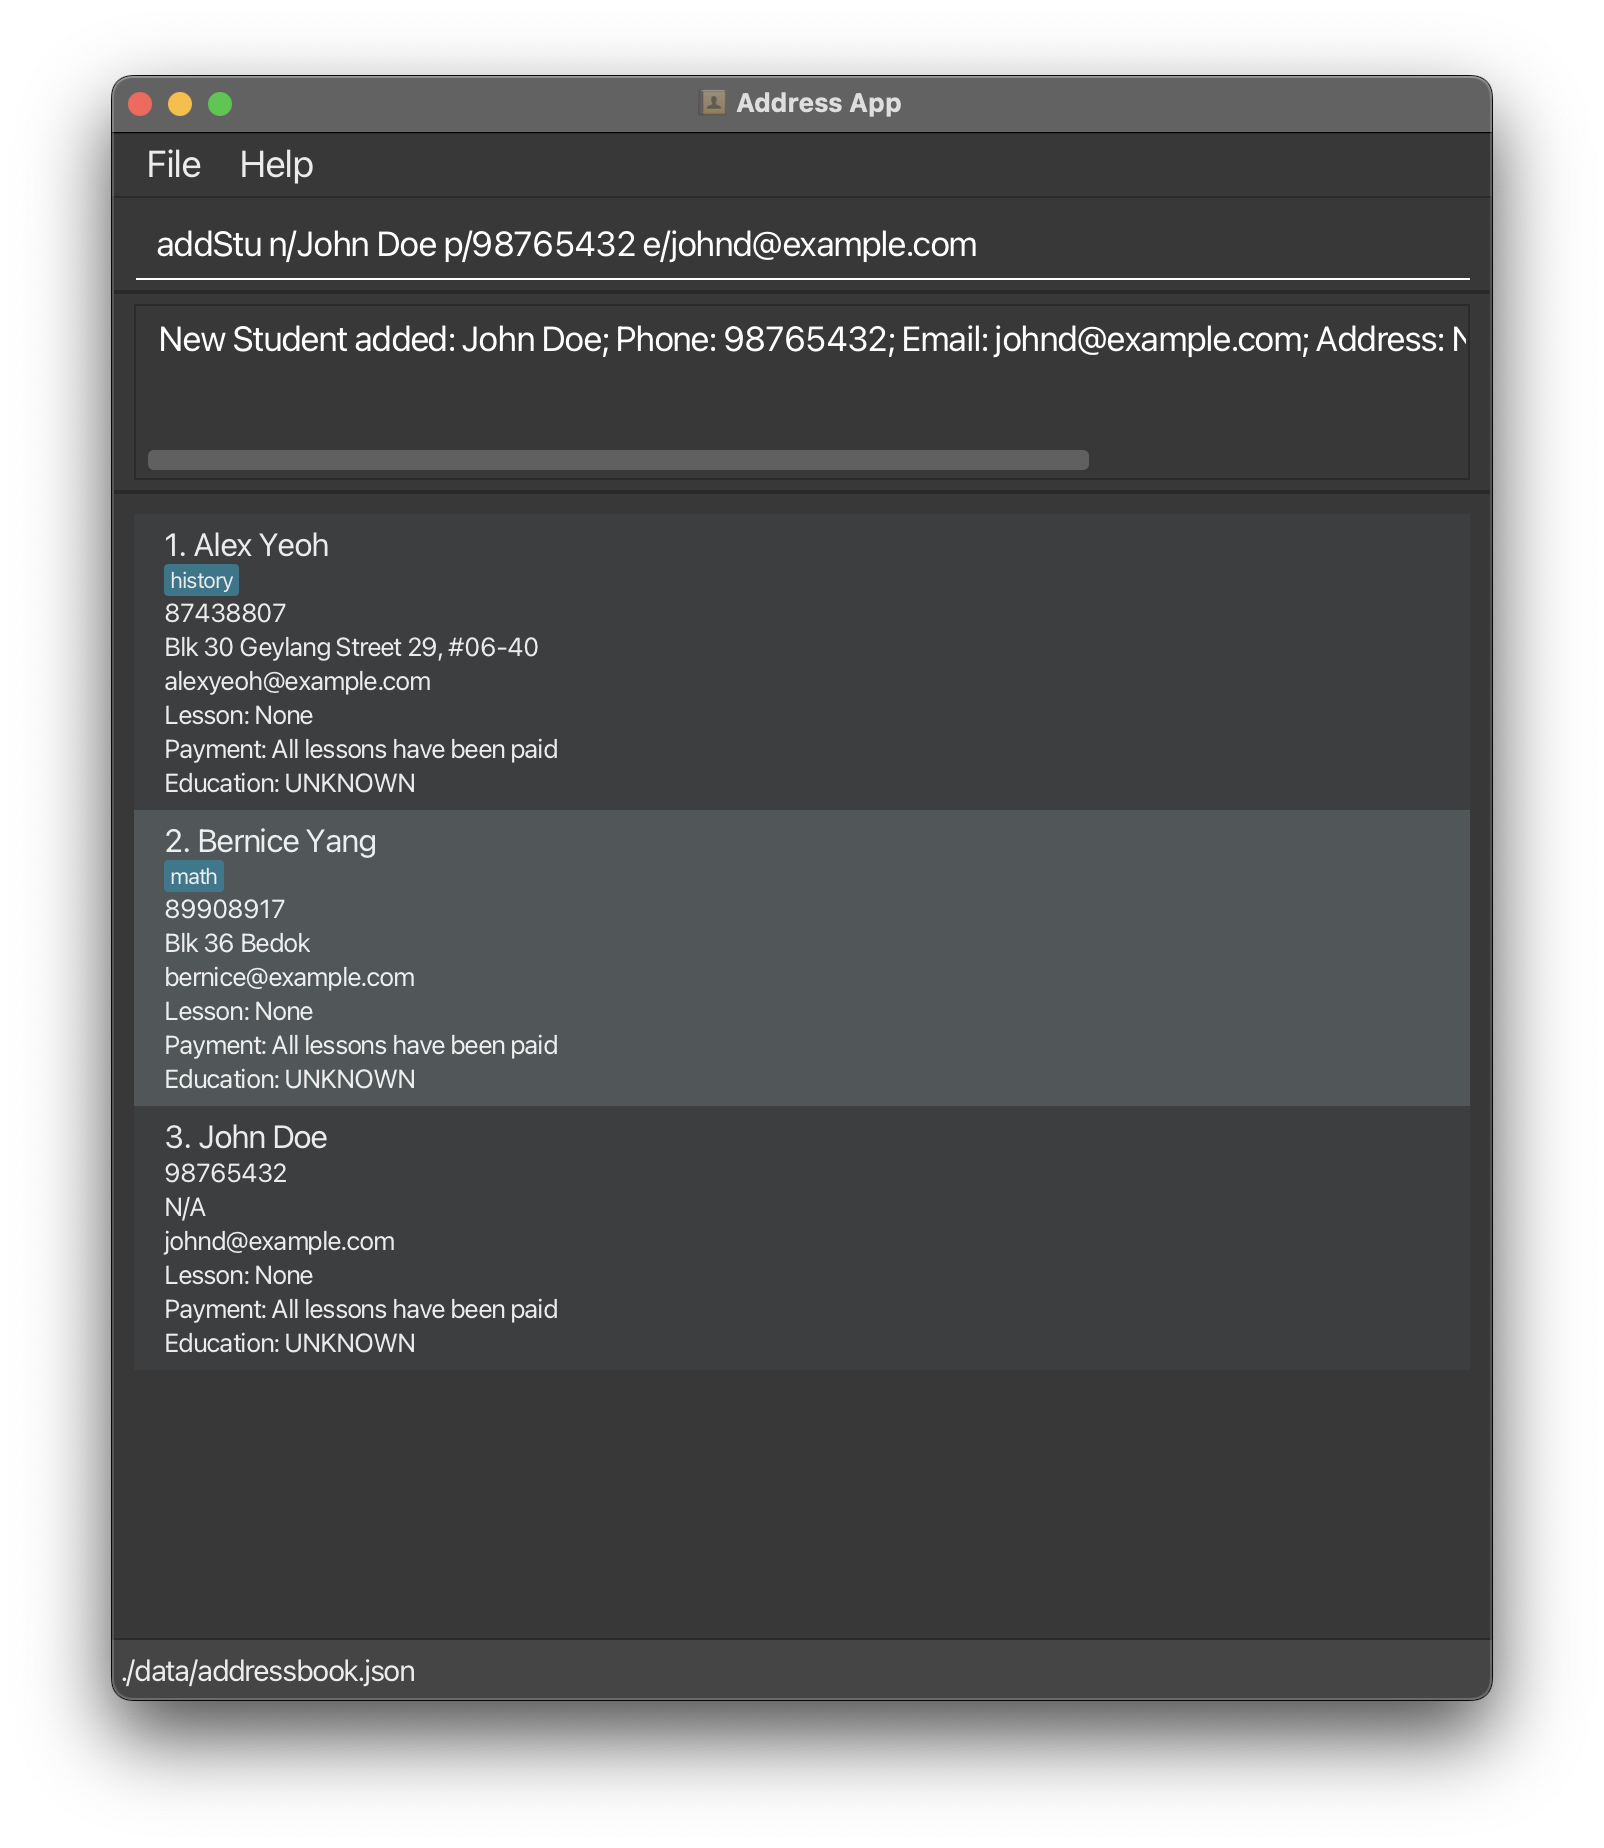 Address App
File Help
addStu n/John Doe p/98765432 e/johnd@example.com
New Student added: John Doe; Phone: 98765432; Email: johnd@example.com; Address:
1. Alex Yeoh
history
87438807
Blk 30 Geylang Street 29, #06-40
alexyeoh@example.com
Lesson: None
Payment: All lessons have been paid
Education: UNKNOWN
2. Bernice Yang
math
89908917
Blk 36 Bedok
bernice@example.com
Lesson: None
Payment: All lessons have been paid
Education: UNKNOWN
3. John Doe
98765432
N/A
johnd@example.com
Lesson: None
Payment: All lessons have been paid
Education: UNKNOWN
./data/addressbook.json